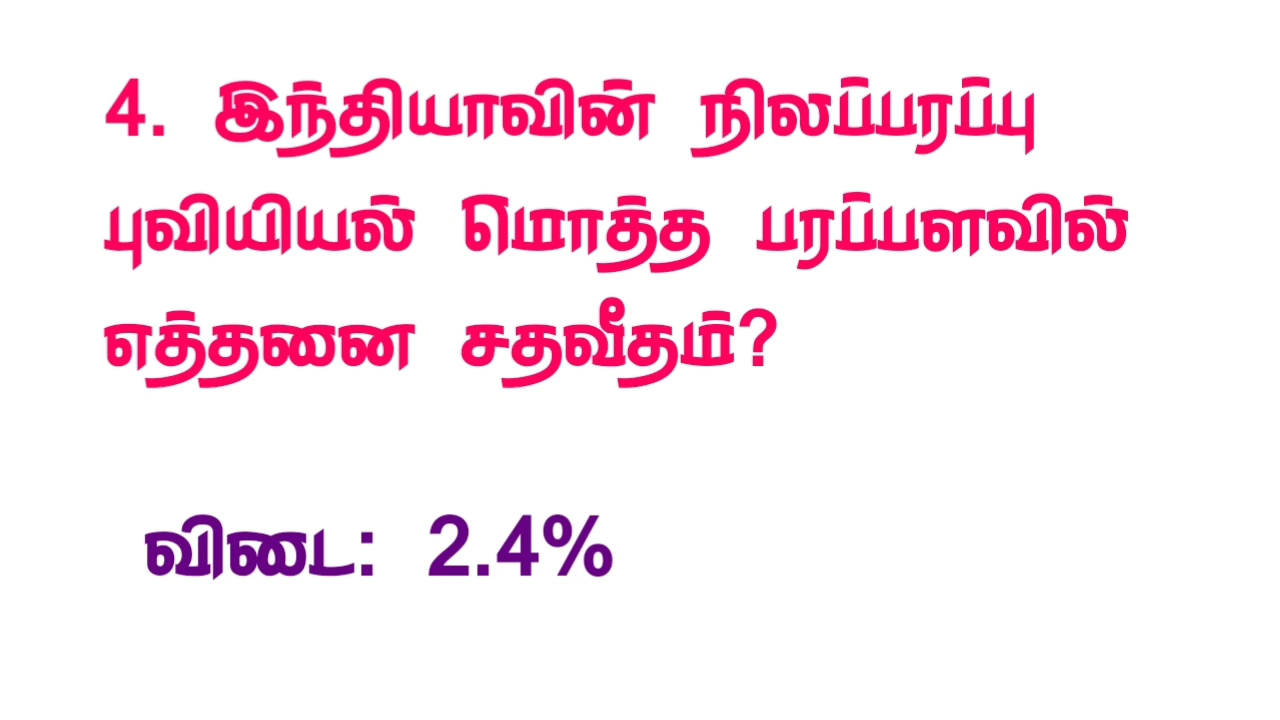 4. இந்தியாவின் நிலப்பரப்பு
புவியியல் மொத்த பரப்பளவில்
எத்தனை சதவீதம்?
விடை: 2.4%